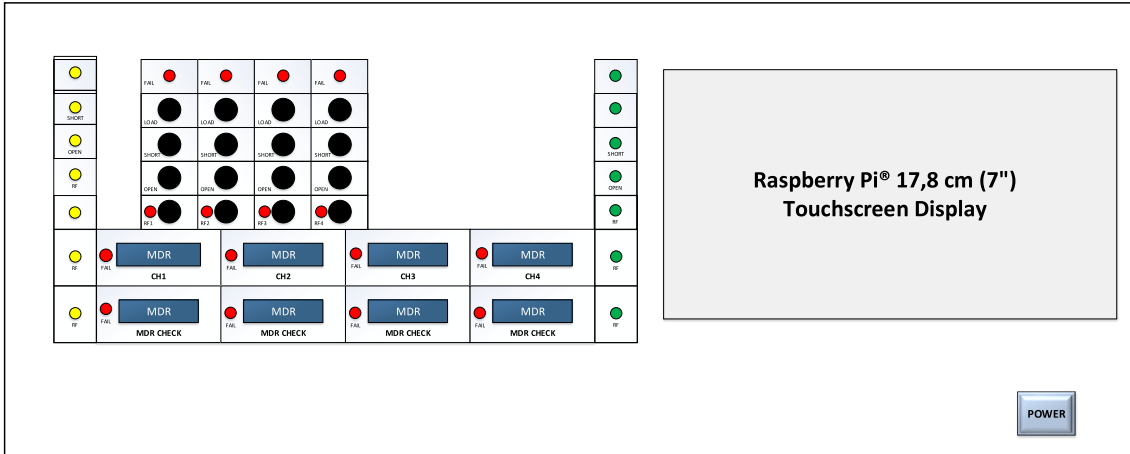 FAIL FAIL FAIL FAIL
SHORT LOAD LOAD LOAD LOAD
OPEN SHORT SHORT SHORT SHORT SHORT
RF OPEN OPEN OPEN OPEN OPEN
RF1 RF2 RF3 RF4 RF
Raspberry Pi® 17,8 cm (7")
Touchscreen Display
MDR MDR MDR MDR
RF FAIL FAIL FAIL FAIL RF
CH1 CH2 CH3 CH4
MDR MDR MDR MDR
RF FAIL FAIL FAIL FAIL RF
MDR CHECK MDR CHECK MDR CHECK MDR CHECK
POWER